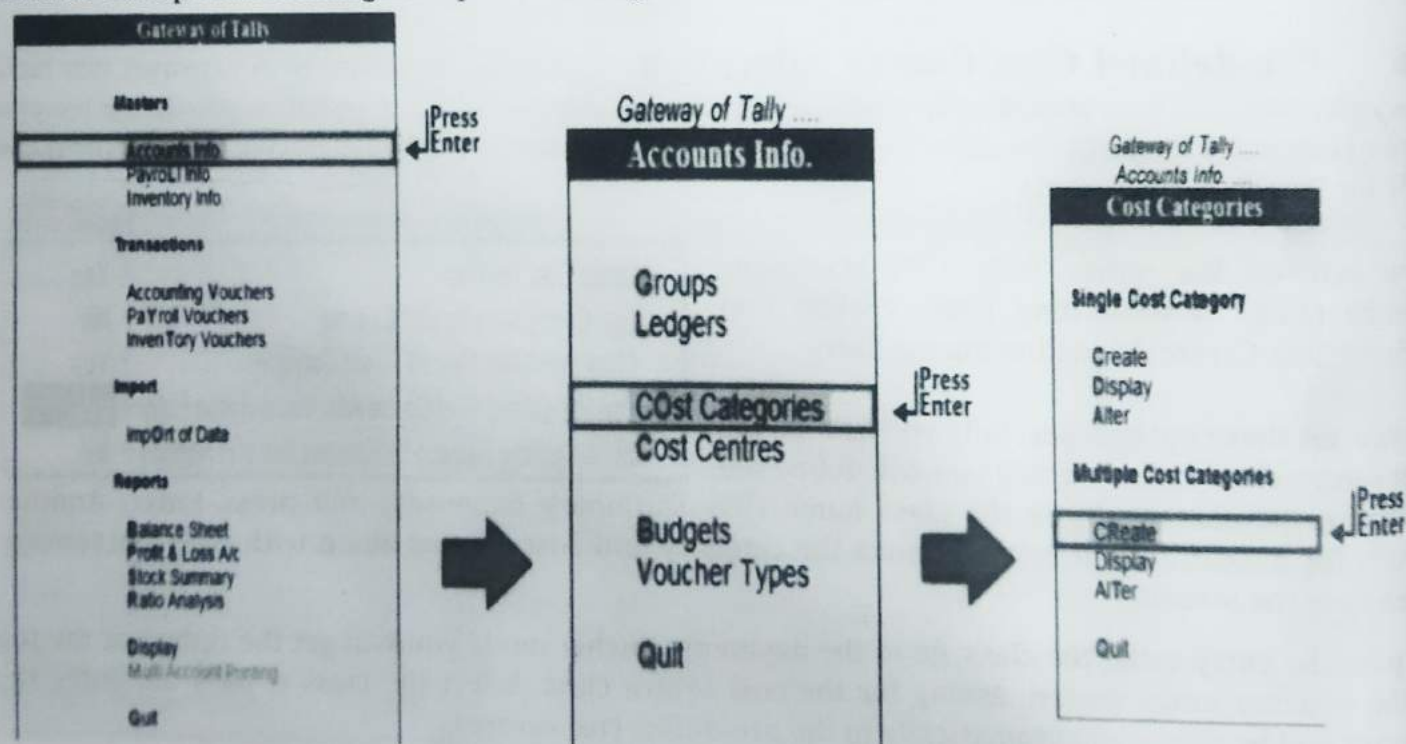 Gateway of Tally
Masters
Accounts Info.
PayroLl Info.
Inventory Info.
Transactions
Accounting Vouchers
PaYroll Vouchers
InvenTory Vouchers
Import
impOrt of Data
Reports
Balance Sheet
Profit & Loss A/c
Stock Summary
Ratio Analysis
Display
Multi Account Printing
Quit
Press
Enter
Gateway of Tally .....
Accounts Info.
Groups
Ledgers
COst Categories
Cost Centres
Budgets
Voucher Types
Quit
Press
Enter
Gateway of Tally .....
Accounts Info. .....
Cost Categories
Single Cost Category
Create
Display
Alter
Multiple Cost Categories
CReate
Display
AlTer
Quit
Press
Enter